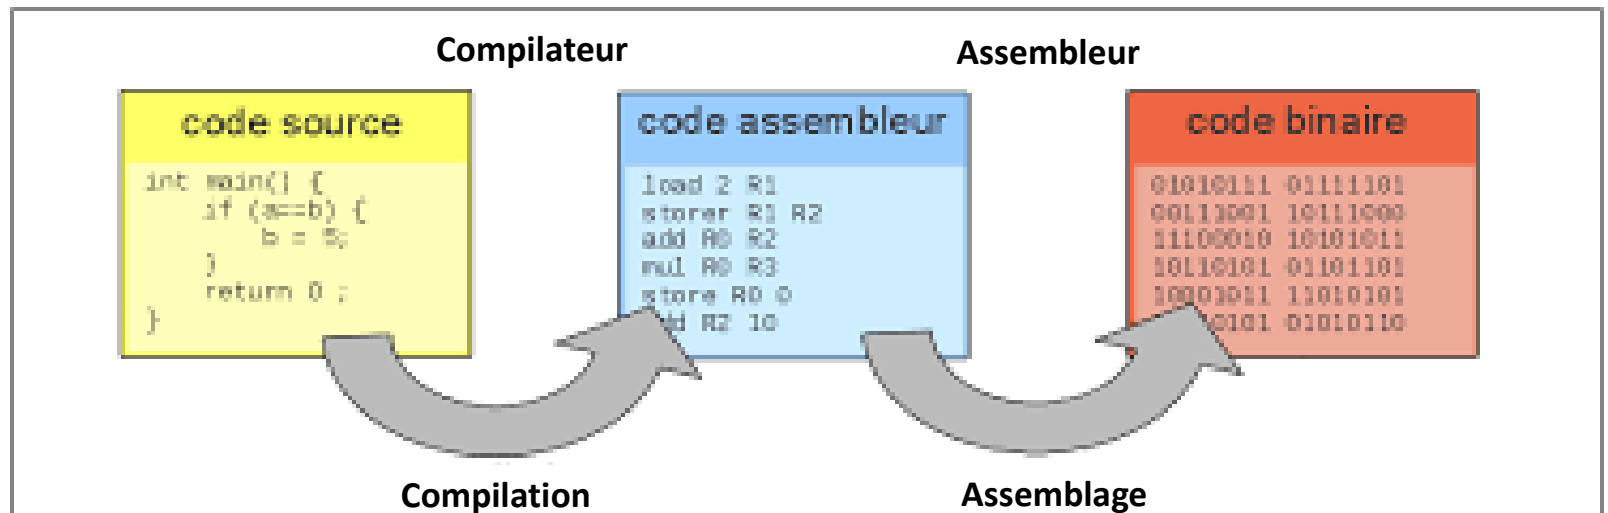 Compilateur
Assembleur
code source
int main() {
if (a==b) {
b = 5;
}
return 0 ;
}
code assembleur
load 2 R1
storer R1 R2
add R0 R2
mul R0 R3
store R0 0
R2 10
code binaire
01010111 01111101
00111001 10111000
11100010 10101011
10110101 01101101
10001011 11010101
01010110
Compilation
Assemblage